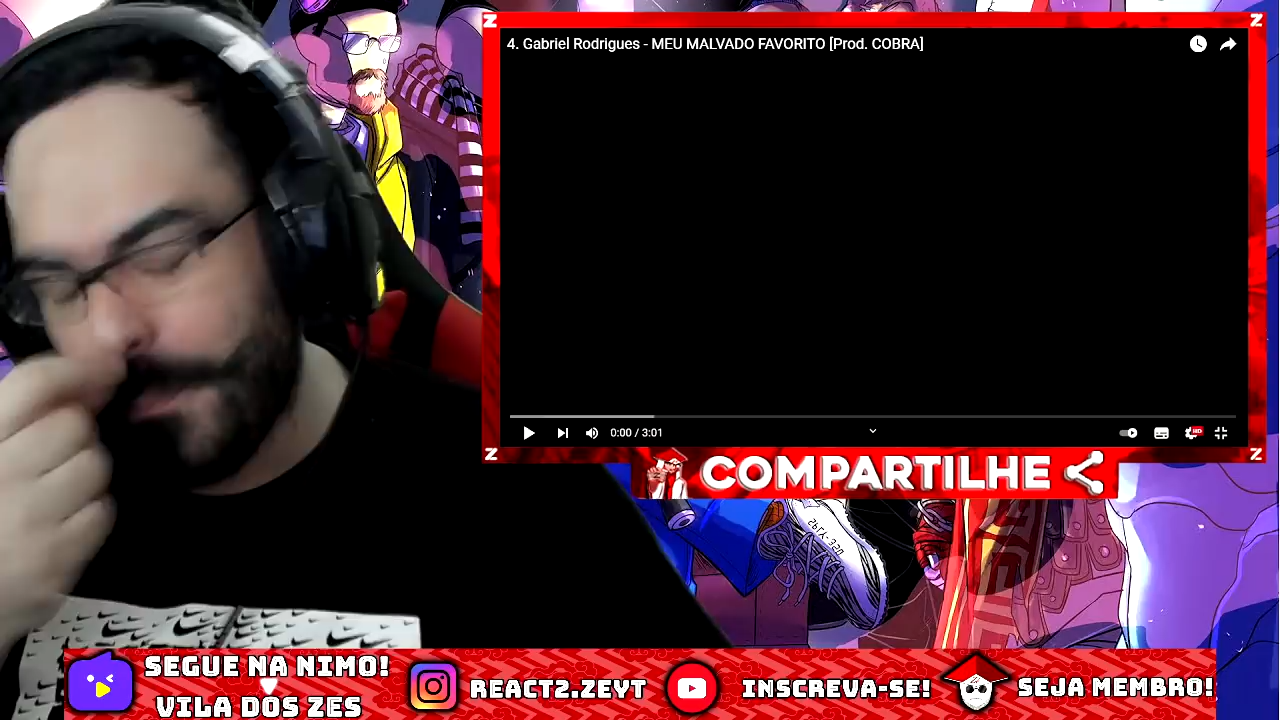 Z
Z
4. Gabriel Rodrigues - MEU MALVADO FAVORITO [Prod. COBRA]
0:00 / 3:01
HD
Z
Z
COMPARTILHE
SEGUE NA NIMO!
VILA DOS ZES
REACT2.ZEYT
INSCREVA-SE!
SEJA MEMBRO!